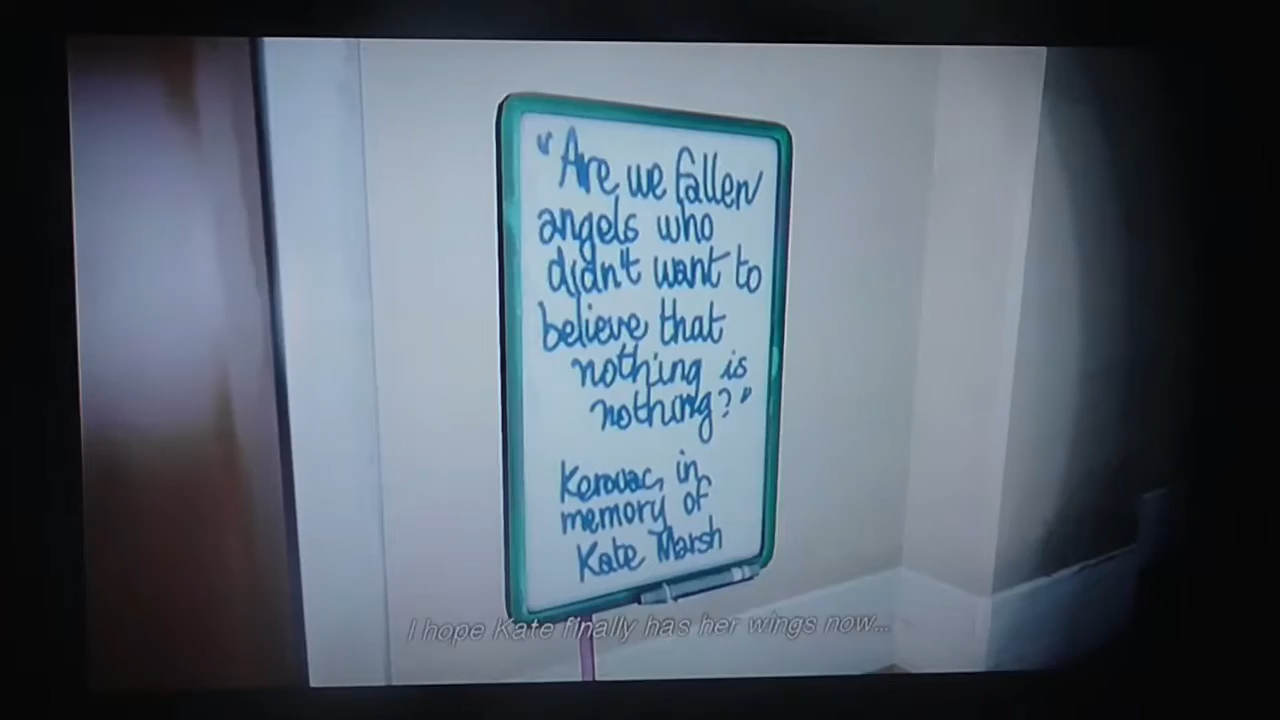 "Are we fallen
angels who
didn't want to
believe that
nothing is
nothing?"
Kerouac, in
memory of
Kate Marsh
I hope Kate finally has her wings now...